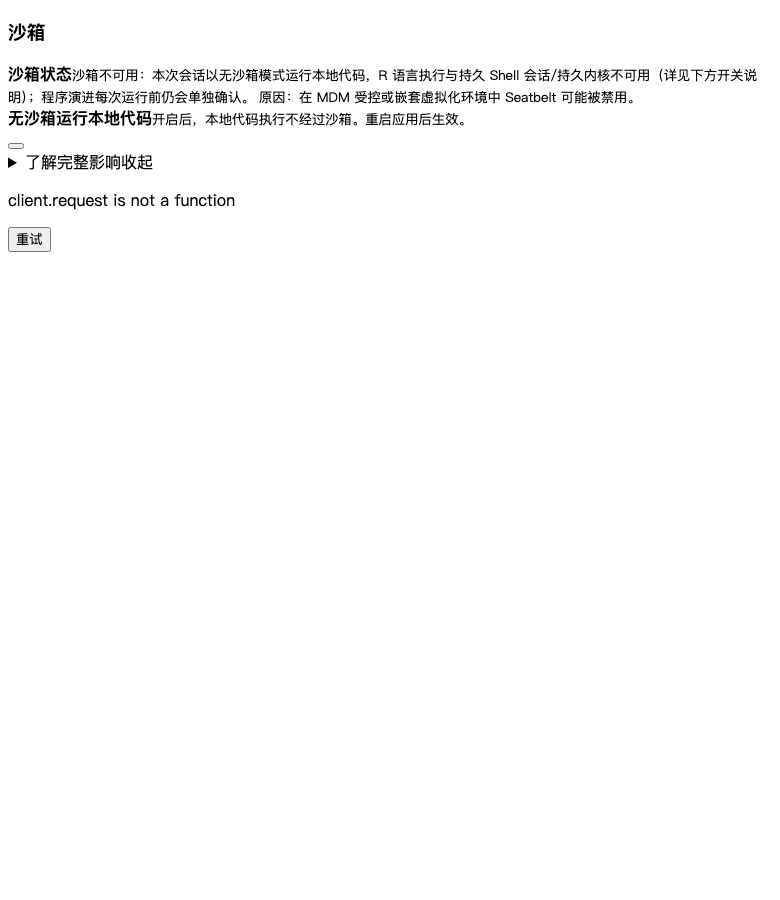 沙箱
沙箱状态沙箱不可用：本次会话以无沙箱模式运行本地代码，R 语言执行与持久 Shell 会话/持久内核不可用（详见下方开关说
明）；程序演进每次运行前仍会单独确认。 原因：在 MDM 受控或嵌套虚拟化环境中 Seatbelt 可能被禁用。
无沙箱运行本地代码开启后，本地代码执行不经过沙箱。重启应用后生效。
了解完整影响收起
client.request is not a function
重试